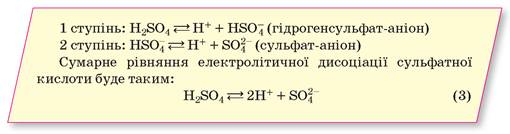 1 ступінь: H₂SO₄ ⇄ H⁺ + HSO₄⁻ (гідрогенсульфат-аніон)
2 ступінь: HSO₄⁻ ⇄ H⁺ + SO₄²⁻ (сульфат-аніон)
Сумарне рівняння електролітичної дисоціації сульфатної
кислоти буде таким:
H₂SO₄ ⇄ 2H⁺ + SO₄²⁻ (3)